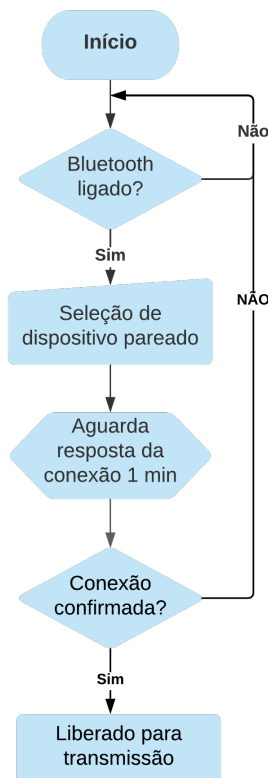 Início
Não
Bluetooth
ligado?
Sim
Seleção de
dispositivo pareado
NÃO
Aguarda
resposta da
conexão 1 min
Conexão
confirmada?
Sim
Liberado para
transmissão